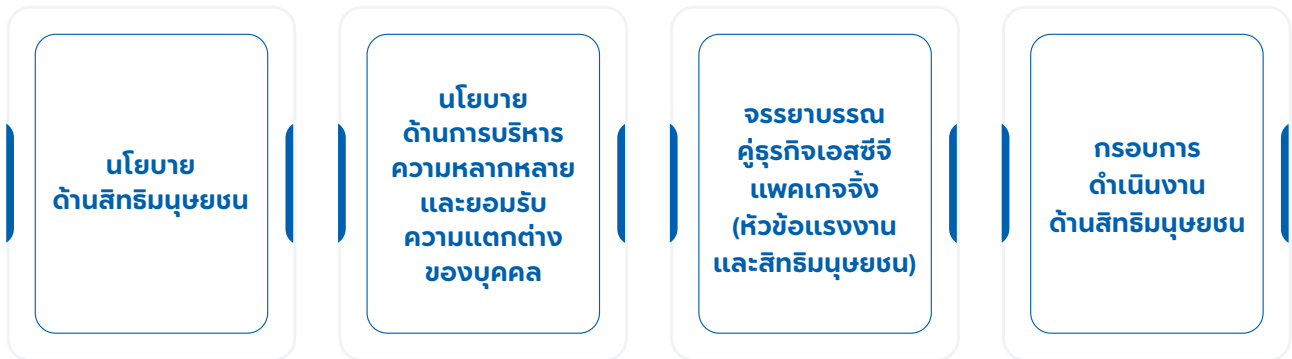 นโยบาย
ด้านสิทธิมนุษยชน
นโยบาย
ด้านการบริหาร
ความหลากหลาย
และยอมรับ
ความแตกต่าง
ของบุคคล
จรรยาบรรณ
คู่ธุรกิจเอสซีจี
แพคเกจจิ้ง
(หัวข้อแรงงาน
และสิทธิมนุษยชน)
กรอบการ
ดำเนินงาน
ด้านสิทธิมนุษยชน